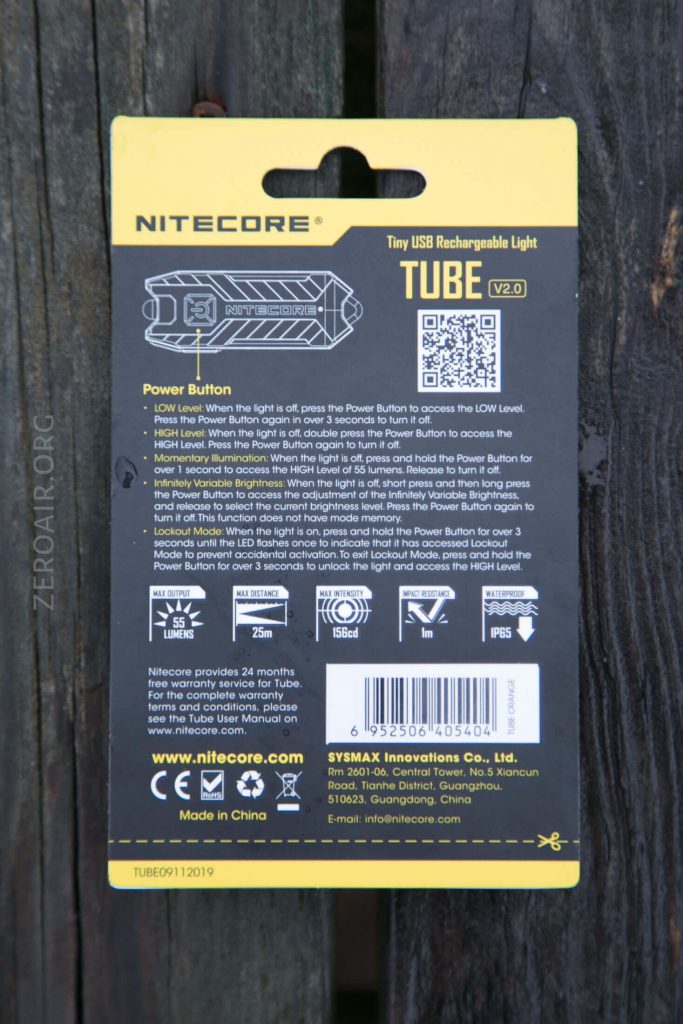 NITECORE®
Tiny USB Rechargeable Light
TUBE V2.0
NITECORE
Power Button
• LOW Level: When the light is off, press the Power Button to access the LOW Level.
Press the Power Button again in over 3 seconds to turn it off.
• HIGH Level: When the light is off, double press the Power Button to access the
HIGH Level. Press the Power Button again to turn it off.
• Momentary Illumination: When the light is off, press and hold the Power Button for
over 1 second to access the HIGH Level of 55 lumens. Release to turn it off.
• Infinitely Variable Brightness: When the light is off, short press and then long press
the Power Button to access the adjustment of the Infinitely Variable Brightness,
and release to select the current brightness level. Press the Power Button again to
turn it off. This function does not have mode memory.
• Lockout Mode: When the light is on, press and hold the Power Button for over 3
seconds until the LED flashes once to indicate that it has accessed Lockout
Mode to prevent accidental activation. To exit Lockout Mode, press and hold the
Power Button for over 3 seconds to unlock the light and access the HIGH Level.
MAX OUTPUT
55
LUMENS
MAX DISTANCE
25m
MAX INTENSITY
156cd
IMPACT RESISTANCE
1m
WATERPROOF
IP65
Nitecore provides 24 months
free warranty service for Tube.
For the complete warranty
terms and conditions, please
see the Tube User Manual on
www.nitecore.com.
6 952506 405404
TUBE ORANGE
www.nitecore.com
CE
RoHS
Made in China
SYSMAX Innovations Co., Ltd.
Rm 2601-06, Central Tower, No.5 Xiancun
Road, Tianhe District, Guangzhou,
510623, Guangdong, China
E-mail: info@nitecore.com
TUBE09112019
ZEROAIR.ORG